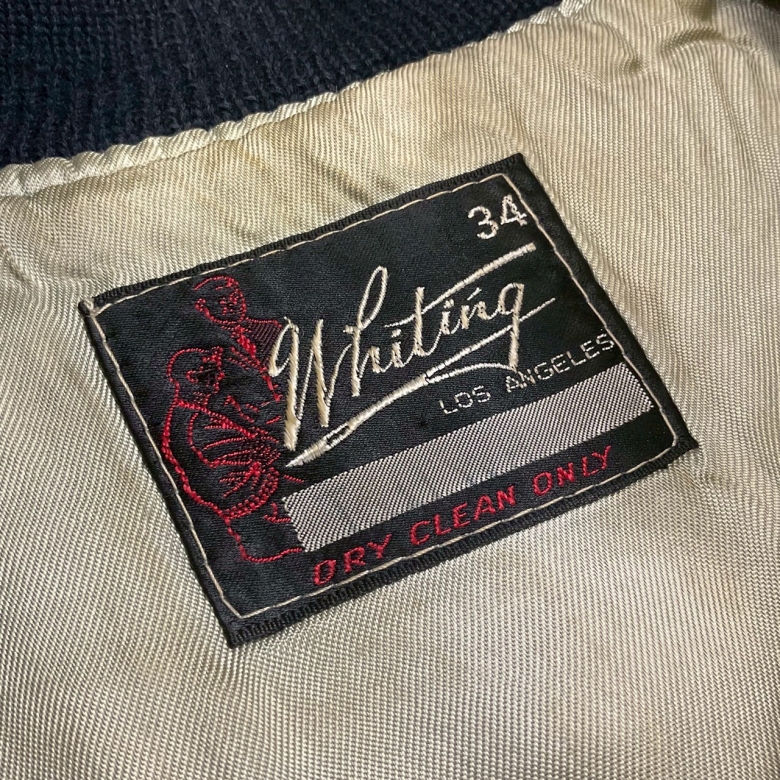 34
Whiting
LOS ANGELES
DRY CLEAN ONLY